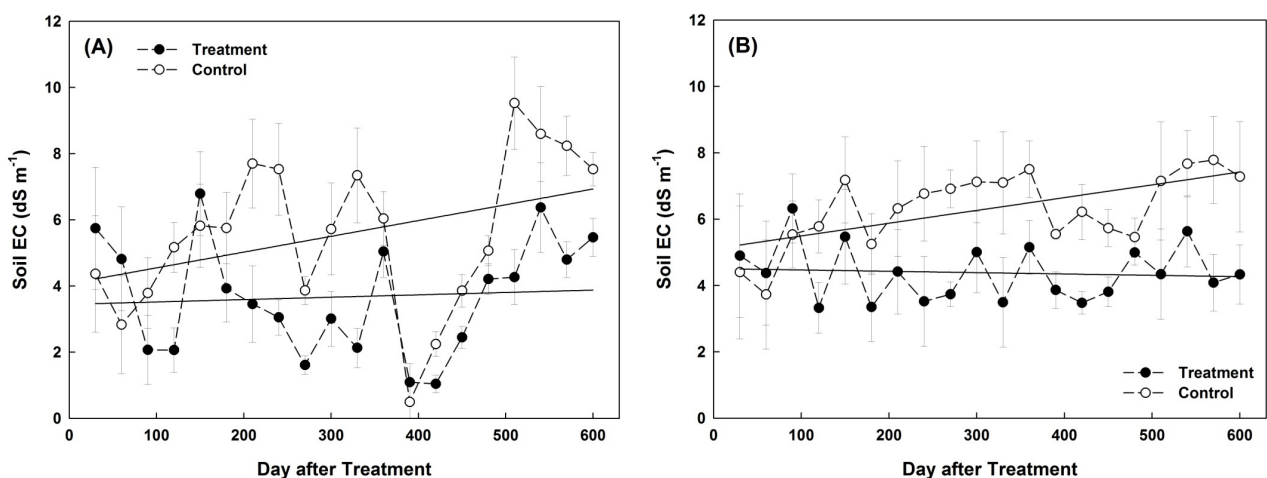 (A)
Treatment
Control
Soil EC (dS m⁻¹)
12
10
8
6
4
2
0
0 100 200 300 400 500 600
Day after Treatment
(B)
Soil EC (dS m⁻¹)
12
10
8
6
4
2
0
Treatment
Control
0 100 200 300 400 500 600
Day after Treatment